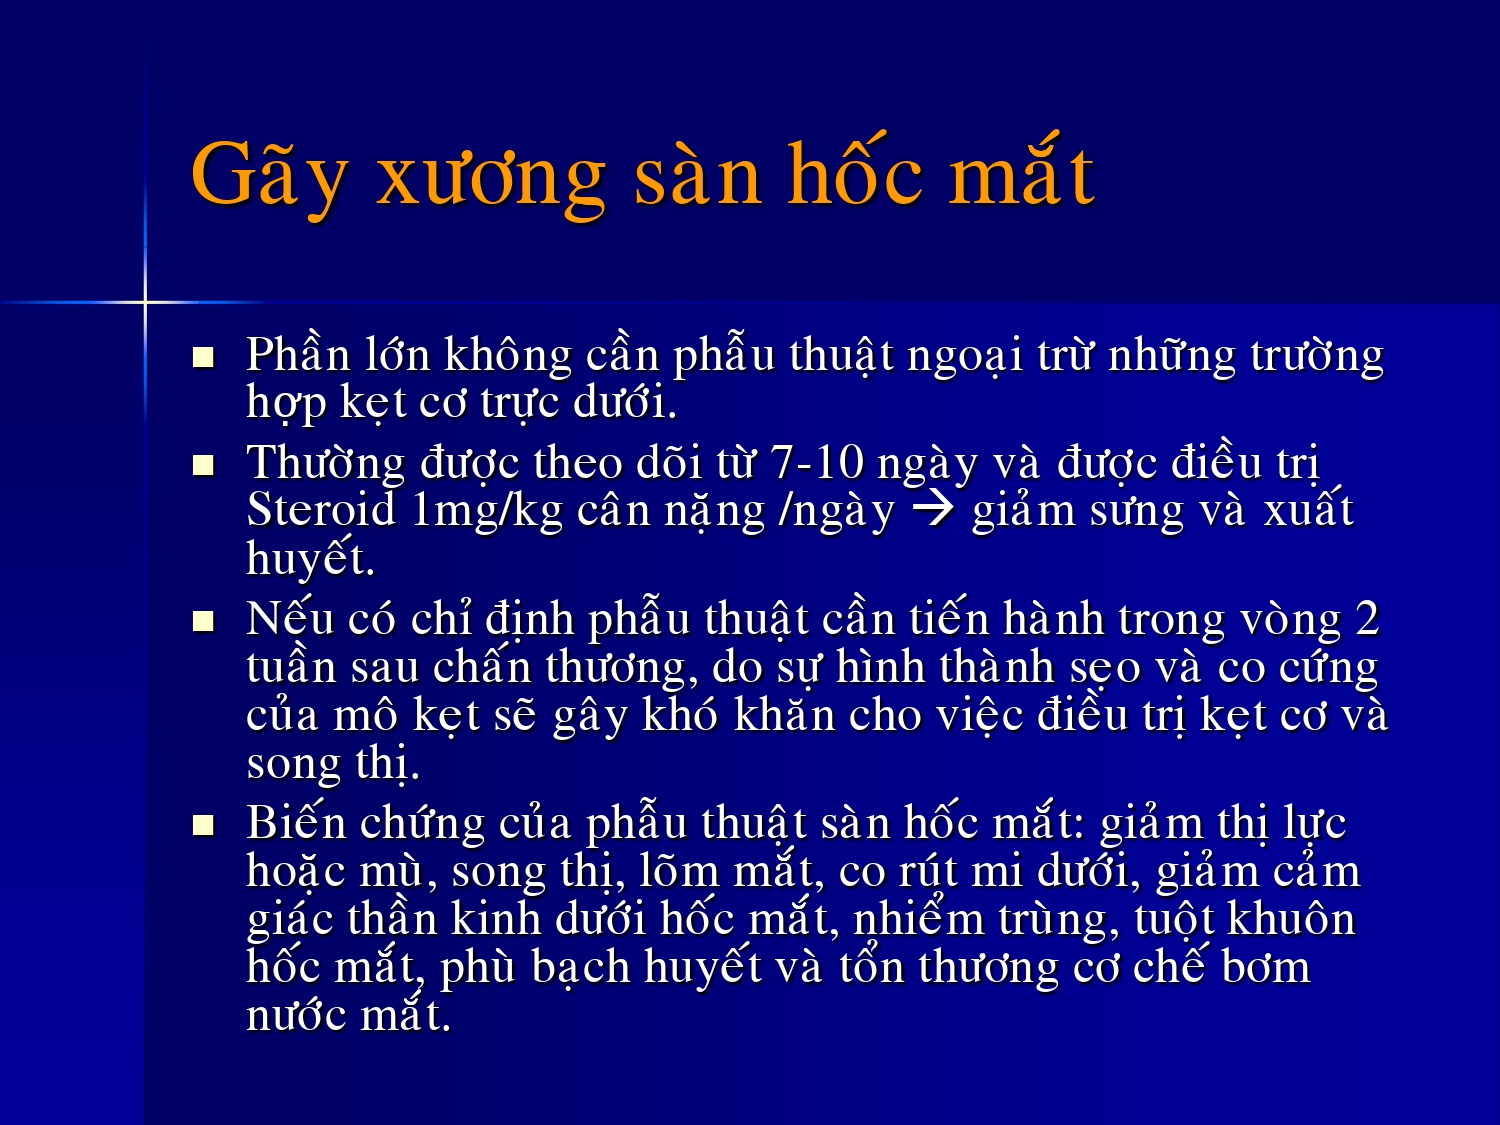 Gãy xương sàn hốc mắt
Phần lớn không cần phẫu thuật ngoại trừ những trường
hợp kẹt cơ trực dưới.
Thường được theo dõi từ 7-10 ngày và được điều trị
Steroid 1mg/kg cân nặng /ngày → giảm sưng và xuất
huyết.
Nếu có chỉ định phẫu thuật cần tiến hành trong vòng 2
tuần sau chấn thương, do sự hình thành sẹo và co cứng
của mô kẹt sẽ gây khó khăn cho việc điều trị kẹt cơ và
song thị.
Biến chứng của phẫu thuật sàn hốc mắt: giảm thị lực
hoặc mù, song thị, lõm mắt, co rút mi dưới, giảm cảm
giác thần kinh dưới hốc mắt, nhiểm trùng, tuột khuôn
hốc mắt, phù bạch huyết và tổn thương cơ chế bơm
nước mắt.